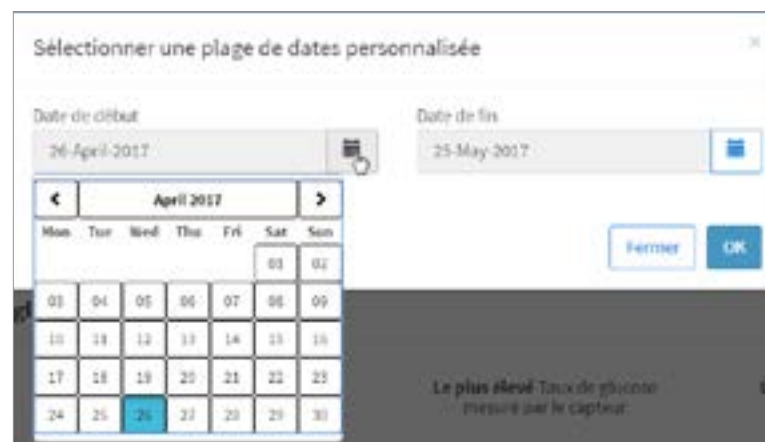 Sélectionner une plage de dates personnalisée
×
Date de début
Date de fin
26-April-2017
25-May-2017
< April 2017 >
Mon Tue Wed Thu Fri Sat Sun
01 02
03 04 05 06 07 08 09
10 11 12 13 14 15 16
17 18 19 20 21 22 23
24 25 26 27 28 29 30
Fermer
OK
Le plus élevé Taux de glucose
mesuré par le capteur